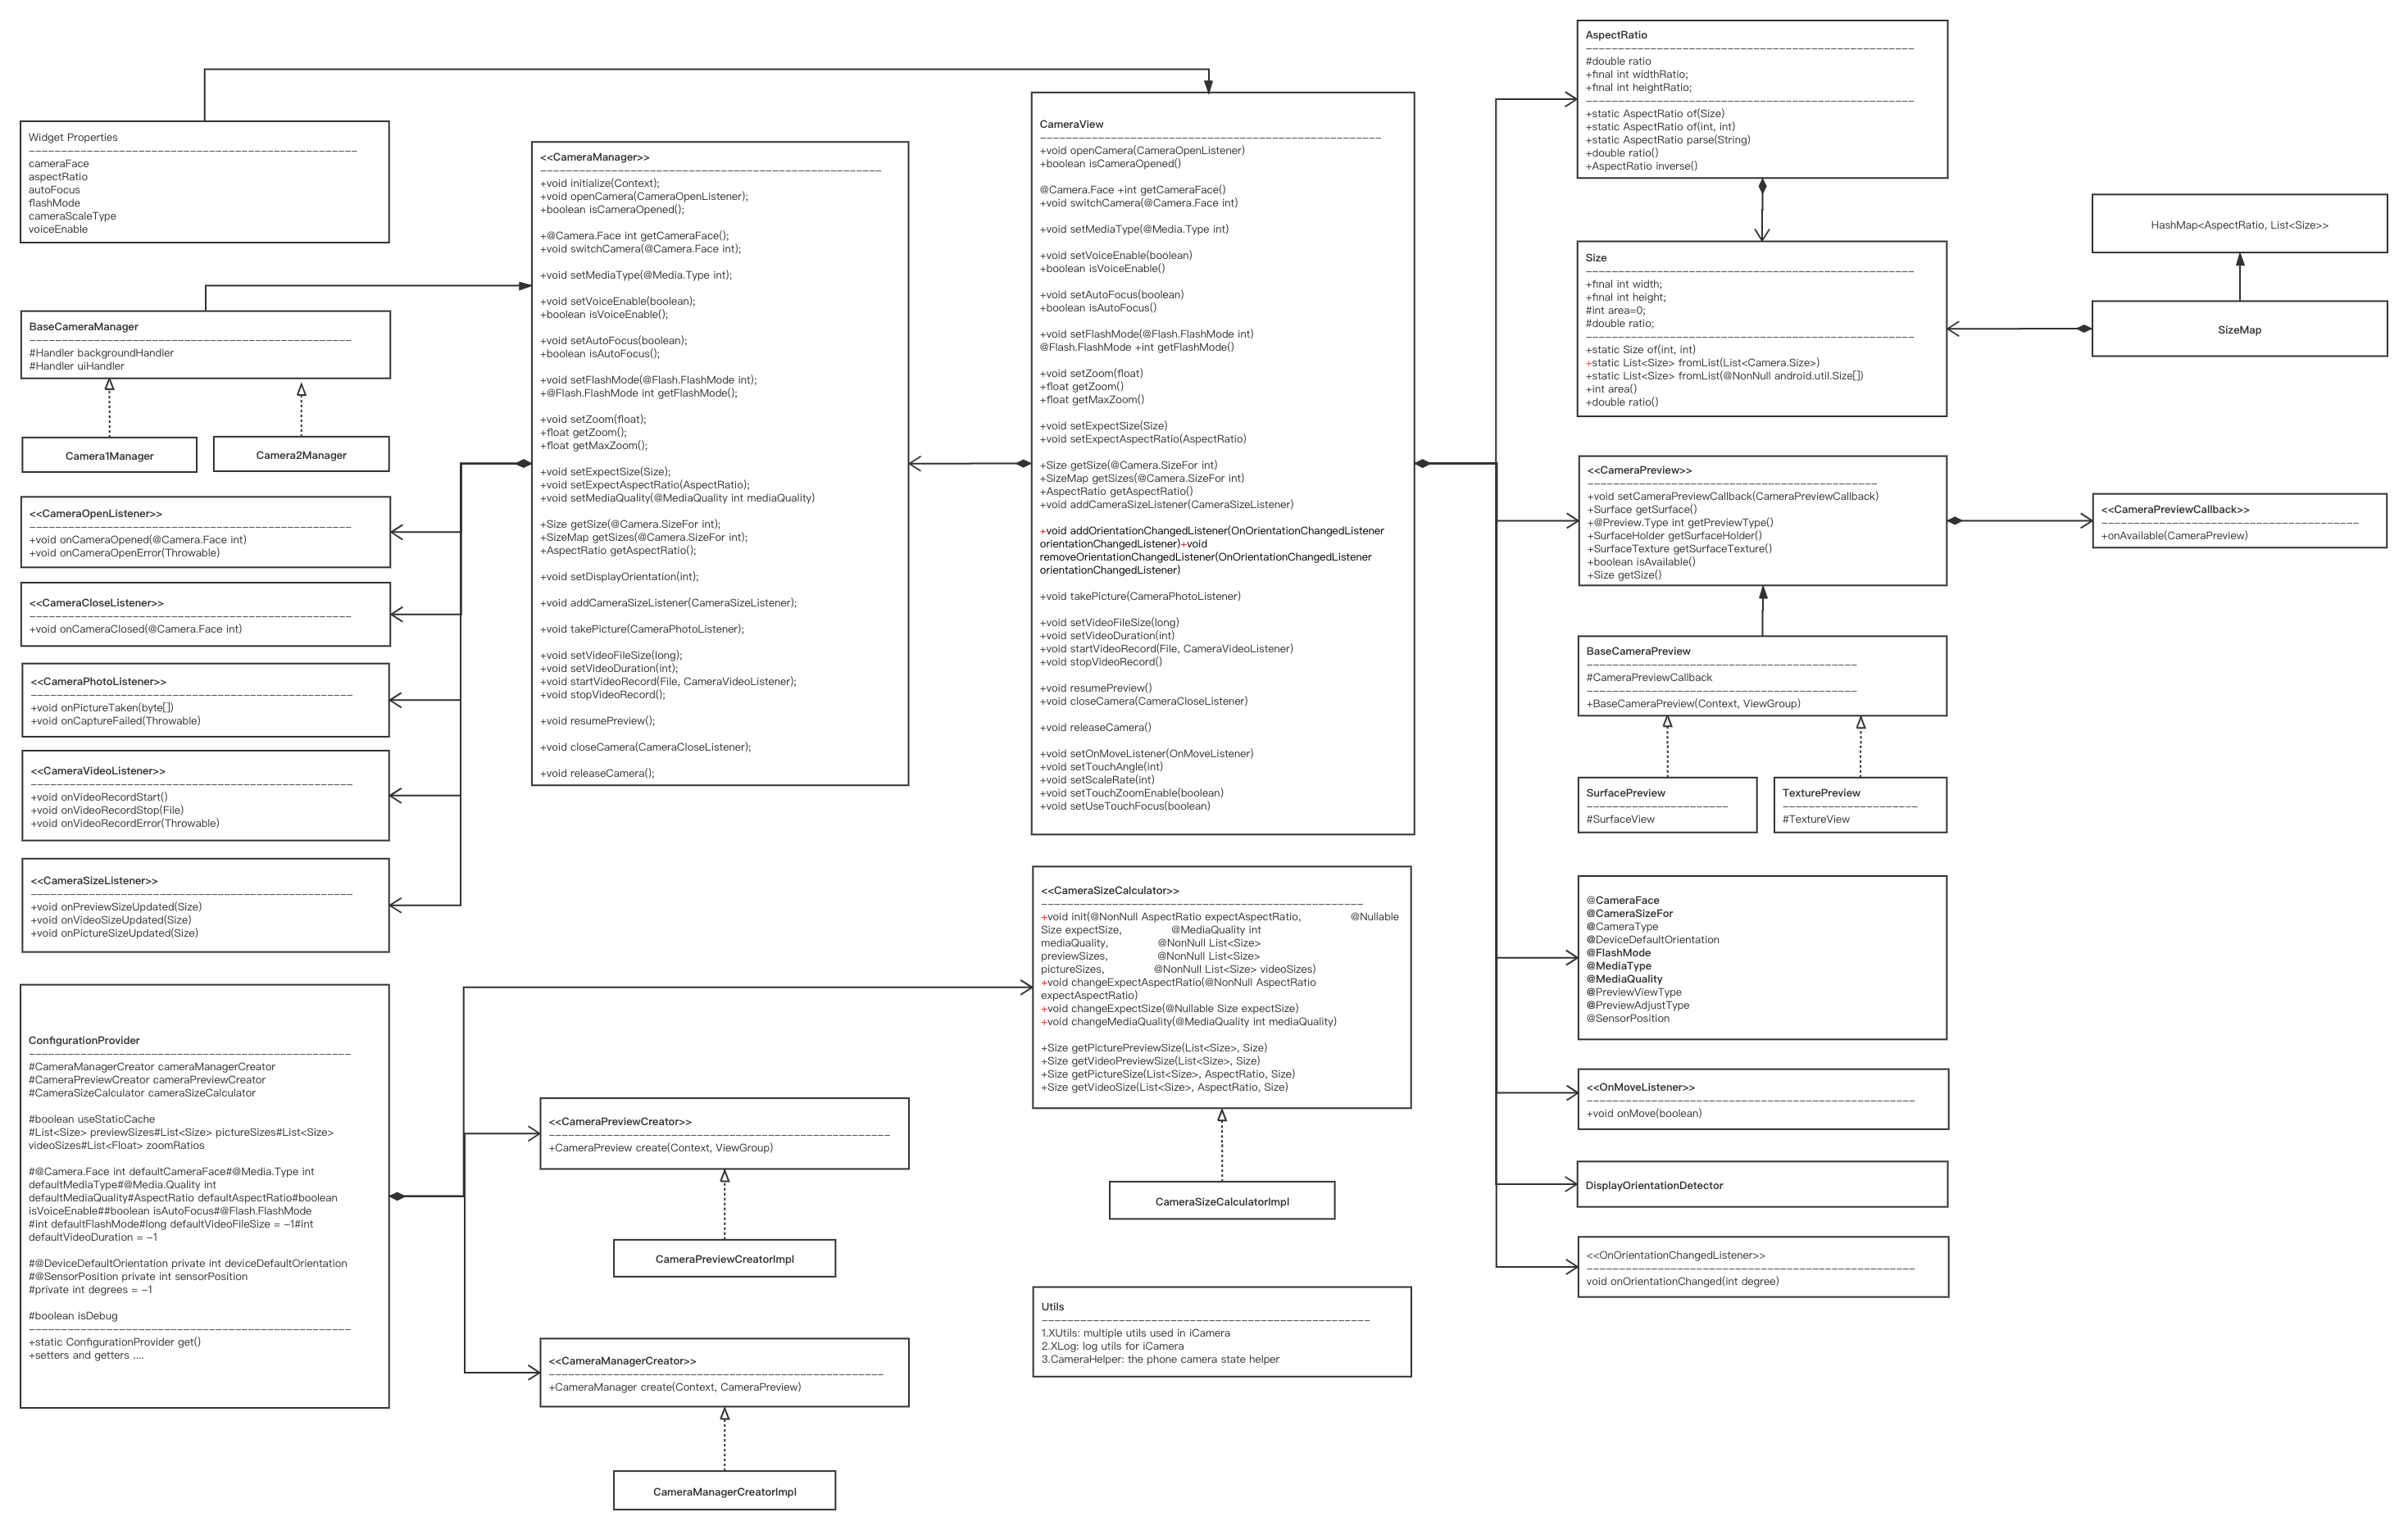 Widget Properties
cameraFace
aspectRatio
autoFocus
flashMode
cameraScaleType
voiceEnable
BaseCameraManager
#Handler backgroundHandler
#Handler uiHandler
Camera1Manager
Camera2Manager
<<CameraOpenListener>>
+void onCameraOpened(@Camera.Face int)
+void onCameraOpenError(Throwable)
<<CameraCloseListener>>
+void onCameraClosed(@Camera.Face int)
<<CameraPhotoListener>>
+void onPictureTaken(byte[])
+void onCaptureFailed(Throwable)
<<CameraVideoListener>>
+void onVideoRecordStart()
+void onVideoRecordStop(File)
+void onVideoRecordError(Throwable)
<<CameraSizeListener>>
+void onPreviewSizeUpdated(Size)
+void onVideoSizeUpdated(Size)
+void onPictureSizeUpdated(Size)
ConfigurationProvider
#CameraManagerCreator cameraManagerCreator
#CameraPreviewCreator cameraPreviewCreator
#CameraSizeCalculator cameraSizeCalculator
#boolean useStaticCache
#List<Size> previewSizes#List<Size> pictureSizes#List<Size>
videoSizes#List<Float> zoomRatios
#@Camera.Face int defaultCameraFace#@Media.Type int
defaultMediaType#@Media.Quality int
defaultMediaQuality#AspectRatio defaultAspectRatio#boolean
isVoiceEnable##boolean isAutoFocus#@Flash.FlashMode
#int defaultFlashMode#long defaultVideoFileSize = -1#int
defaultVideoDuration = -1
#@DeviceDefaultOrientation private int deviceDefaultOrientation
#@SensorPosition private int sensorPosition
#private int degrees = -1
#boolean isDebug
+static ConfigurationProvider get()
+setters and getters ....
<<CameraManager>>
+void initialize(Context);
+void openCamera(CameraOpenListener);
+boolean isCameraOpened();
+@Camera.Face int getCameraFace();
+void switchCamera(@Camera.Face int);
+void setMediaType(@Media.Type int);
+void setVoiceEnable(boolean);
+boolean isVoiceEnable();
+void setAutoFocus(boolean);
+boolean isAutoFocus();
+void setFlashMode(@Flash.FlashMode int);
+@Flash.FlashMode int getFlashMode();
+void setZoom(float);
+float getZoom();
+float getMaxZoom();
+void setExpectSize(Size);
+void setExpectAspectRatio(AspectRatio);
+void setMediaQuality(@MediaQuality int mediaQuality)
+Size getSize(@Camera.SizeFor int);
+SizeMap getSizes(@Camera.SizeFor int);
+AspectRatio getAspectRatio();
+void setDisplayOrientation(int);
+void addCameraSizeListener(CameraSizeListener);
+void takePicture(CameraPhotoListener);
+void setVideoFileSize(long);
+void setVideoDuration(int);
+void startVideoRecord(File, CameraVideoListener);
+void stopVideoRecord();
+void resumePreview();
+void closeCamera(CameraCloseListener);
+void releaseCamera();
<<CameraPreviewCreator>>
+CameraPreview create(Context, ViewGroup)
CameraPreviewCreatorImpl
<<CameraManagerCreator>>
+CameraManager create(Context, CameraPreview)
CameraManagerCreatorImpl
CameraView
+void openCamera(CameraOpenListener)
+boolean isCameraOpened()
@Camera.Face +int getCameraFace()
+void switchCamera(@Camera.Face int)
+void setMediaType(@Media.Type int)
+void setVoiceEnable(boolean)
+boolean isVoiceEnable()
+void setAutoFocus(boolean)
+boolean isAutoFocus()
+void setFlashMode(@Flash.FlashMode int)
@Flash.FlashMode +int getFlashMode()
+void setZoom(float)
+float getZoom()
+float getMaxZoom()
+void setExpectSize(Size)
+void setExpectAspectRatio(AspectRatio)
+Size getSize(@Camera.SizeFor int)
+SizeMap getSizes(@Camera.SizeFor int)
+AspectRatio getAspectRatio()
+void addCameraSizeListener(CameraSizeListener)
+void addOrientationChangedListener(OnOrientationChangedListener
orientationChangedListener)+void
removeOrientationChangedListener(OnOrientationChangedListener
orientationChangedListener)
+void takePicture(CameraPhotoListener)
+void setVideoFileSize(long)
+void setVideoDuration(int)
+void startVideoRecord(File, CameraVideoListener)
+void stopVideoRecord()
+void resumePreview()
+void closeCamera(CameraCloseListener)
+void releaseCamera()
+void setOnMoveListener(OnMoveListener)
+void setTouchAngle(int)
+void setScaleRate(int)
+void setTouchZoomEnable(boolean)
+void setUseTouchFocus(boolean)
<<CameraSizeCalculator>>
+void init(@NonNull AspectRatio expectAspectRatio, @Nullable
Size expectSize, @MediaQuality int
mediaQuality, @NonNull List<Size>
previewSizes, @NonNull List<Size>
pictureSizes, @NonNull List<Size> videoSizes)
+void changeExpectAspectRatio(@NonNull AspectRatio
expectAspectRatio)
+void changeExpectSize(@Nullable Size expectSize)
+void changeMediaQuality(@MediaQuality int mediaQuality)
+Size getPicturePreviewSize(List<Size>, Size)
+Size getVideoPreviewSize(List<Size>, Size)
+Size getPictureSize(List<Size>, AspectRatio, Size)
+Size getVideoSize(List<Size>, AspectRatio, Size)
CameraSizeCalculatorImpl
Utils
1.XUtils: multiple utils used in iCamera
2.XLog: log utils for iCamera
3.CameraHelper: the phone camera state helper
AspectRatio
#double ratio
+final int widthRatio;
+final int heightRatio;
+static AspectRatio of(Size)
+static AspectRatio of(int, int)
+static AspectRatio parse(String)
+double ratio()
+AspectRatio inverse()
Size
+final int width;
+final int height;
#int area=0;
#double ratio;
+static Size of(int, int)
+static List<Size> fromList(List<Camera.Size>)
+static List<Size> fromList(@NonNull android.util.Size[])
+int area()
+double ratio()
HashMap<AspectRatio, List<Size>>
SizeMap
<<CameraPreview>>
+void setCameraPreviewCallback(CameraPreviewCallback)
+Surface getSurface()
+@Preview.Type int getPreviewType()
+SurfaceHolder getSurfaceHolder()
+SurfaceTexture getSurfaceTexture()
+boolean isAvailable()
+Size getSize()
<<CameraPreviewCallback>>
+onAvailable(CameraPreview)
BaseCameraPreview
#CameraPreviewCallback
+BaseCameraPreview(Context, ViewGroup)
SurfacePreview
#SurfaceView
TexturePreview
#TextureView
@CameraFace
@CameraSizeFor
@CameraType
@DeviceDefaultOrientation
@FlashMode
@MediaType
@MediaQuality
@PreviewViewType
@PreviewAdjustType
@SensorPosition
<<OnMoveListener>>
+void onMove(boolean)
DisplayOrientationDetector
<<OnOrientationChangedListener>>
void onOrientationChanged(int degree)